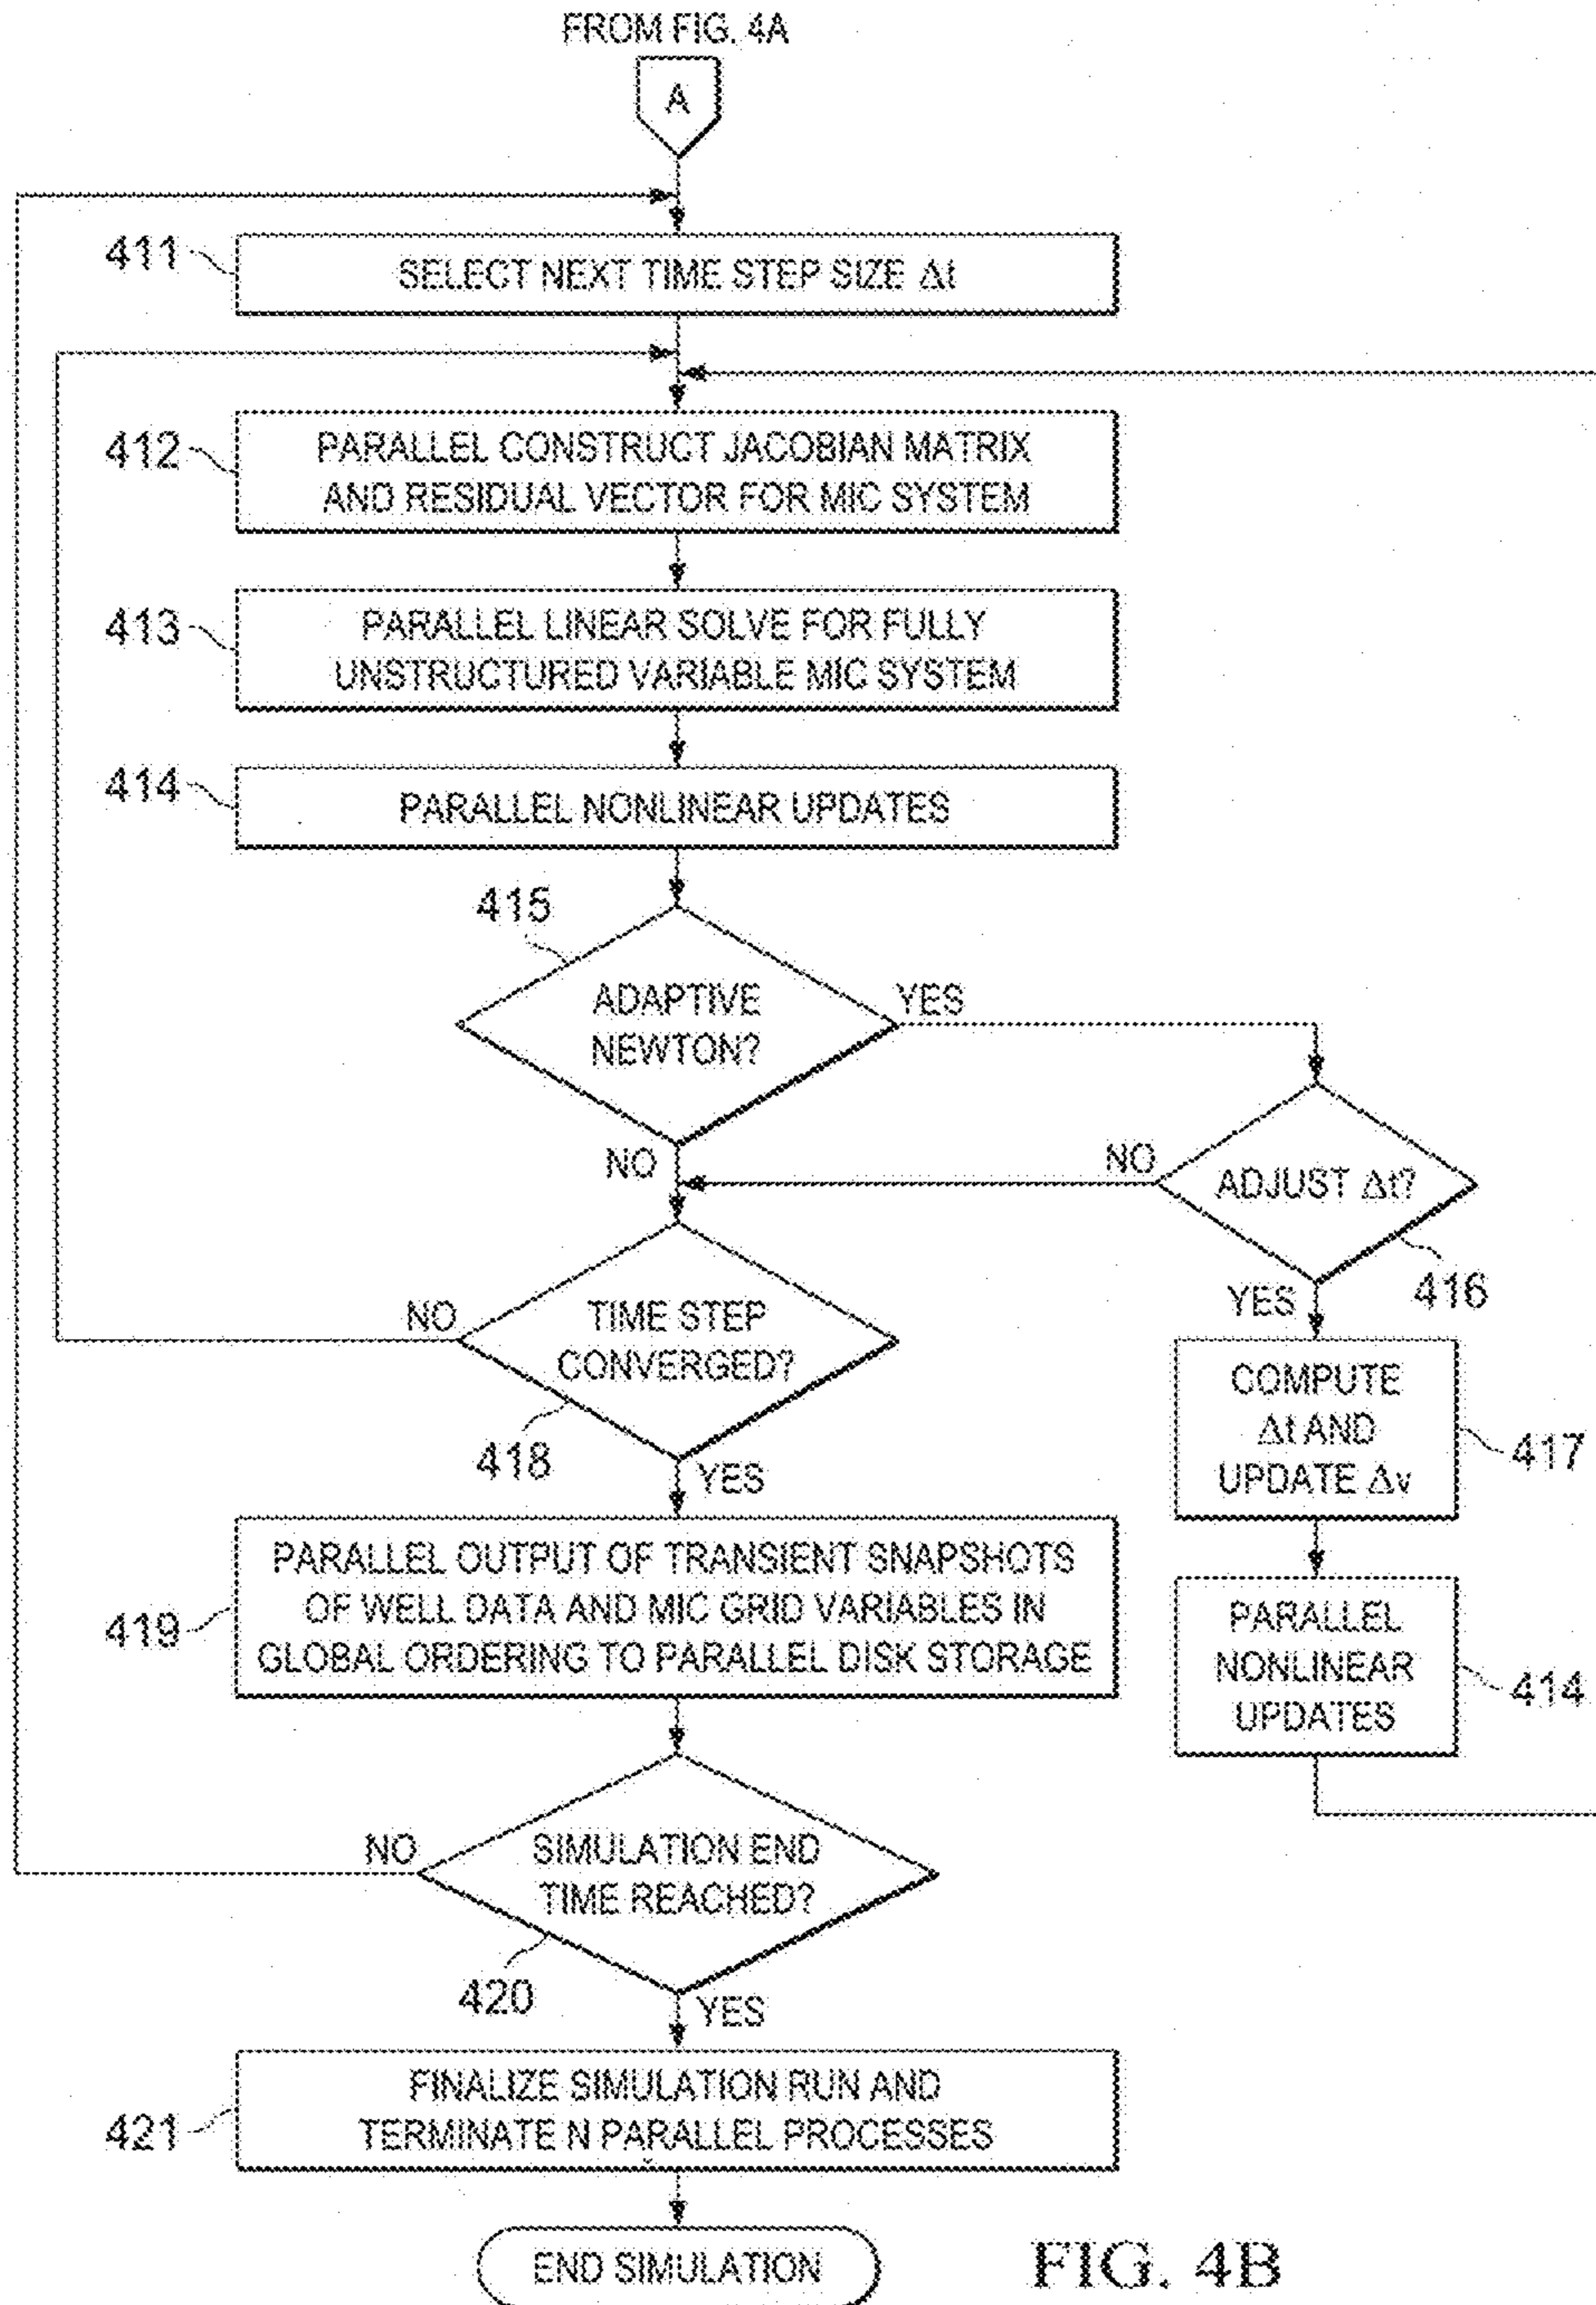 FROM FIG. 4A
A
411
SELECT NEXT TIME STEP SIZE Δt
412
PARALLEL CONSTRUCT JACOBIAN MATRIX
AND RESIDUAL VECTOR FOR MIC SYSTEM
413
PARALLEL LINEAR SOLVE FOR FULLY
UNSTRUCTURED VARIABLE MIC SYSTEM
414
PARALLEL NONLINEAR UPDATES
415
ADAPTIVE
NEWTON?
YES
NO
NO
ADJUST Δt?
416
YES
NO
TIME STEP
CONVERGED?
418
YES
COMPUTE
Δt AND
UPDATE Δv
417
419
PARALLEL OUTPUT OF TRANSIENT SNAPSHOTS
OF WELL DATA AND MIC GRID VARIABLES IN
GLOBAL ORDERING TO PARALLEL DISK STORAGE
PARALLEL
NONLINEAR
UPDATES
414
NO
SIMULATION END
TIME REACHED?
420
YES
421
FINALIZE SIMULATION RUN AND
TERMINATE N PARALLEL PROCESSES
END SIMULATION
FIG. 4B